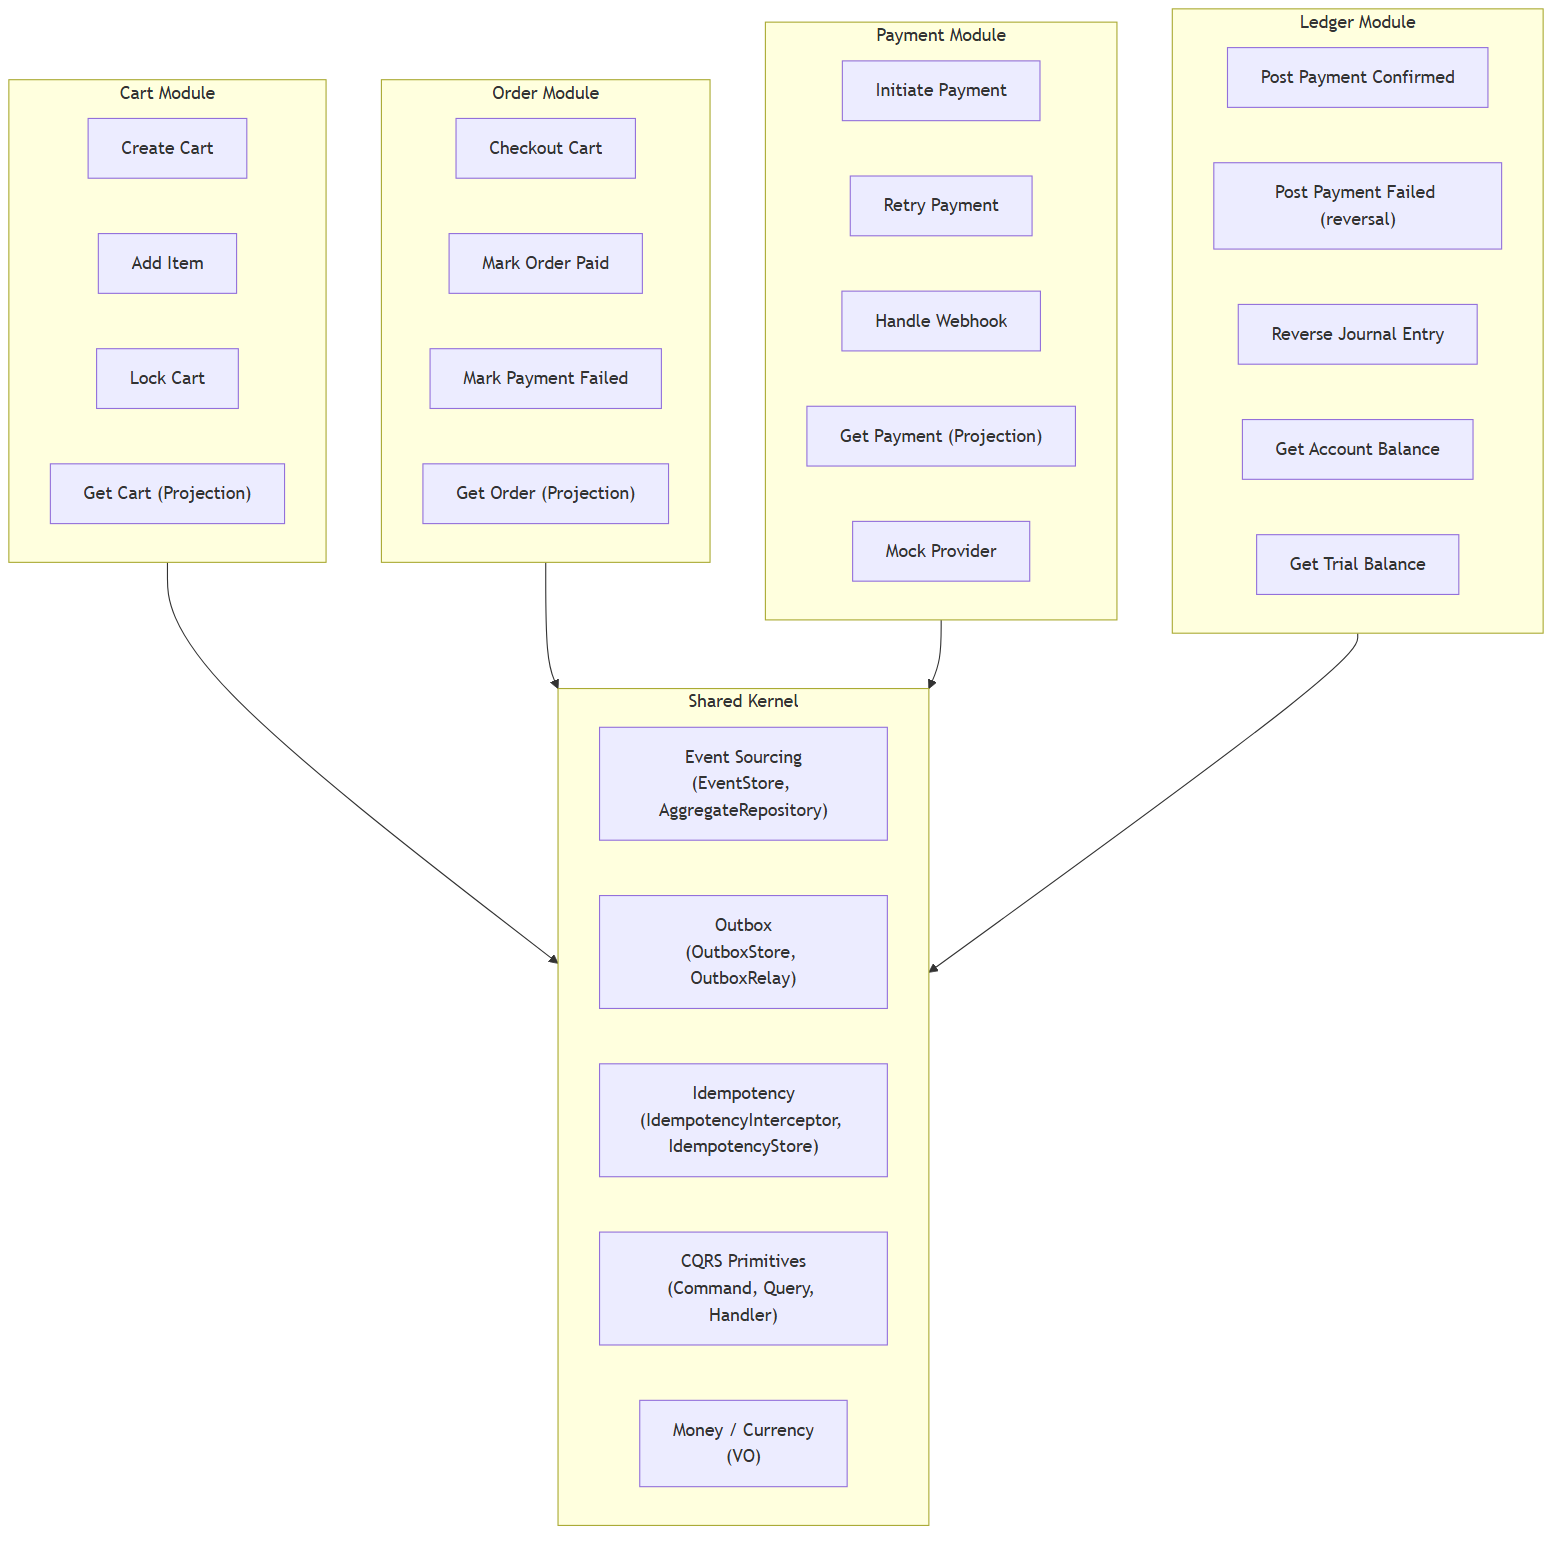 Cart Module
Create Cart
Add Item
Lock Cart
Get Cart (Projection)
Order Module
Checkout Cart
Mark Order Paid
Mark Payment Failed
Get Order (Projection)
Payment Module
Initiate Payment
Retry Payment
Handle Webhook
Get Payment (Projection)
Mock Provider
Ledger Module
Post Payment Confirmed
Post Payment Failed
(reversal)
Reverse Journal Entry
Get Account Balance
Get Trial Balance
Shared Kernel
Event Sourcing
(EventStore,
AggregateRepository)
Outbox
(OutboxStore,
OutboxRelay)
Idempotency
(IdempotencyInterceptor,
IdempotencyStore)
CQRS Primitives
(Command, Query,
Handler)
Money / Currency
(VO)